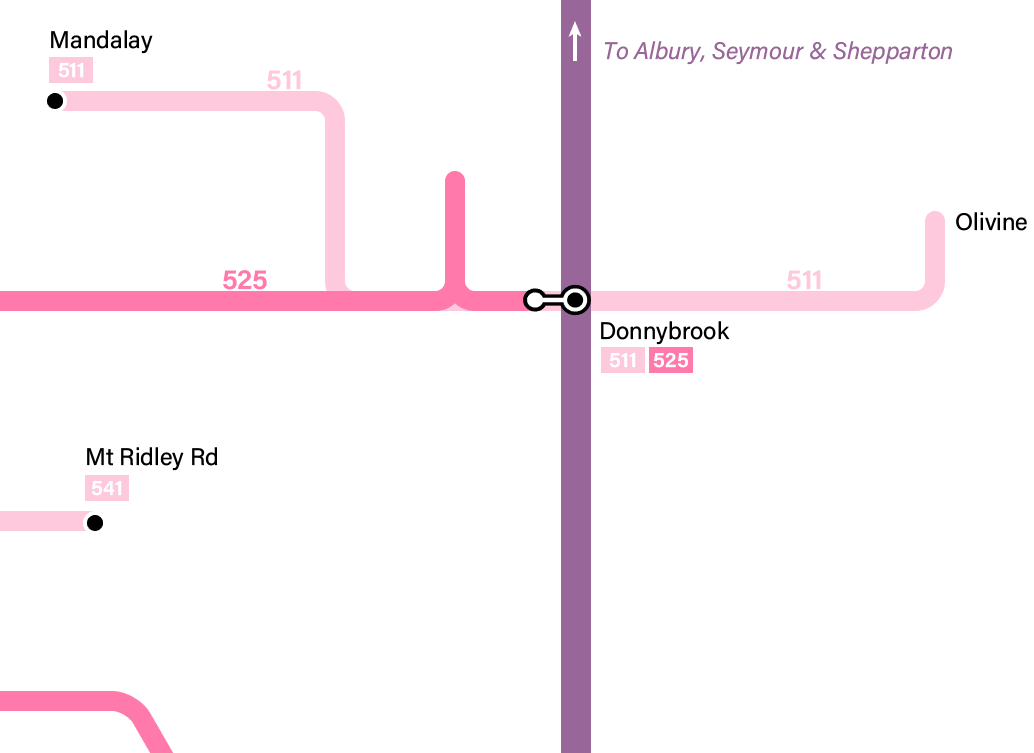 Mandalay
511
511
To Albury, Seymour & Shepparton
Olivine
525
511
Donnybrook
511 525
Mt Ridley Rd
541